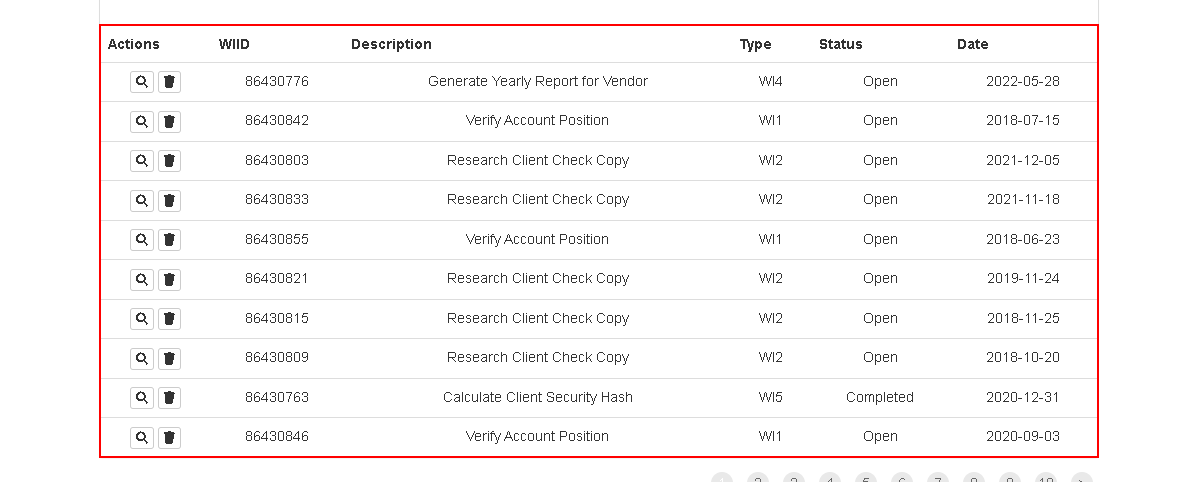 Actions WIID Description Type Status Date
86430776 Generate Yearly Report for Vendor WI4 Open 2022-05-28
86430842 Verify Account Position WI1 Open 2018-07-15
86430803 Research Client Check Copy WI2 Open 2021-12-05
86430833 Research Client Check Copy WI2 Open 2021-11-18
86430855 Verify Account Position WI1 Open 2018-06-23
86430821 Research Client Check Copy WI2 Open 2019-11-24
86430815 Research Client Check Copy WI2 Open 2018-11-25
86430809 Research Client Check Copy WI2 Open 2018-10-20
86430763 Calculate Client Security Hash WI5 Completed 2020-12-31
86430846 Verify Account Position WI1 Open 2020-09-03